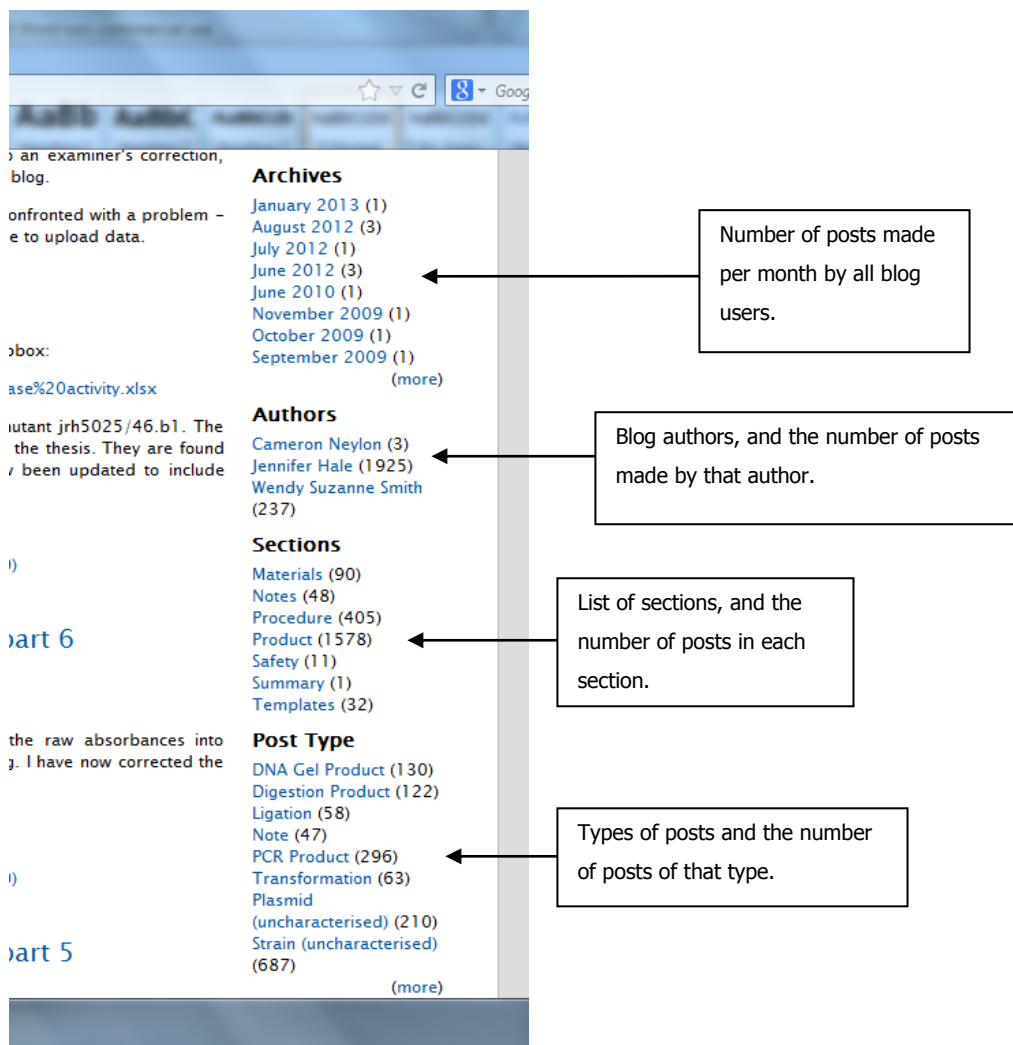 Goog
AaBb AaBbC
o an examiner's correction,
blog.
onfronted with a problem –
e to upload data.
obox:
ase%20activity.xlsx
utant jrh5025/46.b1. The
the thesis. They are found
been updated to include
part 6
the raw absorbances into
g. I have now corrected the
part 5
Archives
January 2013 (1)
August 2012 (3)
July 2012 (1)
June 2012 (3)
June 2010 (1)
November 2009 (1)
October 2009 (1)
September 2009 (1)
(more)
Authors
Cameron Neylon (3)
Jennifer Hale (1925)
Wendy Suzanne Smith
(237)
Sections
Materials (90)
Notes (48)
Procedure (405)
Product (1578)
Safety (11)
Summary (1)
Templates (32)
Post Type
DNA Gel Product (130)
Digestion Product (122)
Ligation (58)
Note (47)
PCR Product (296)
Transformation (63)
Plasmid
(uncharacterised) (210)
Strain (uncharacterised)
(687)
(more)
Number of posts made
per month by all blog
users.
Blog authors, and the number of posts
made by that author.
List of sections, and the
number of posts in each
section.
Types of posts and the number
of posts of that type.